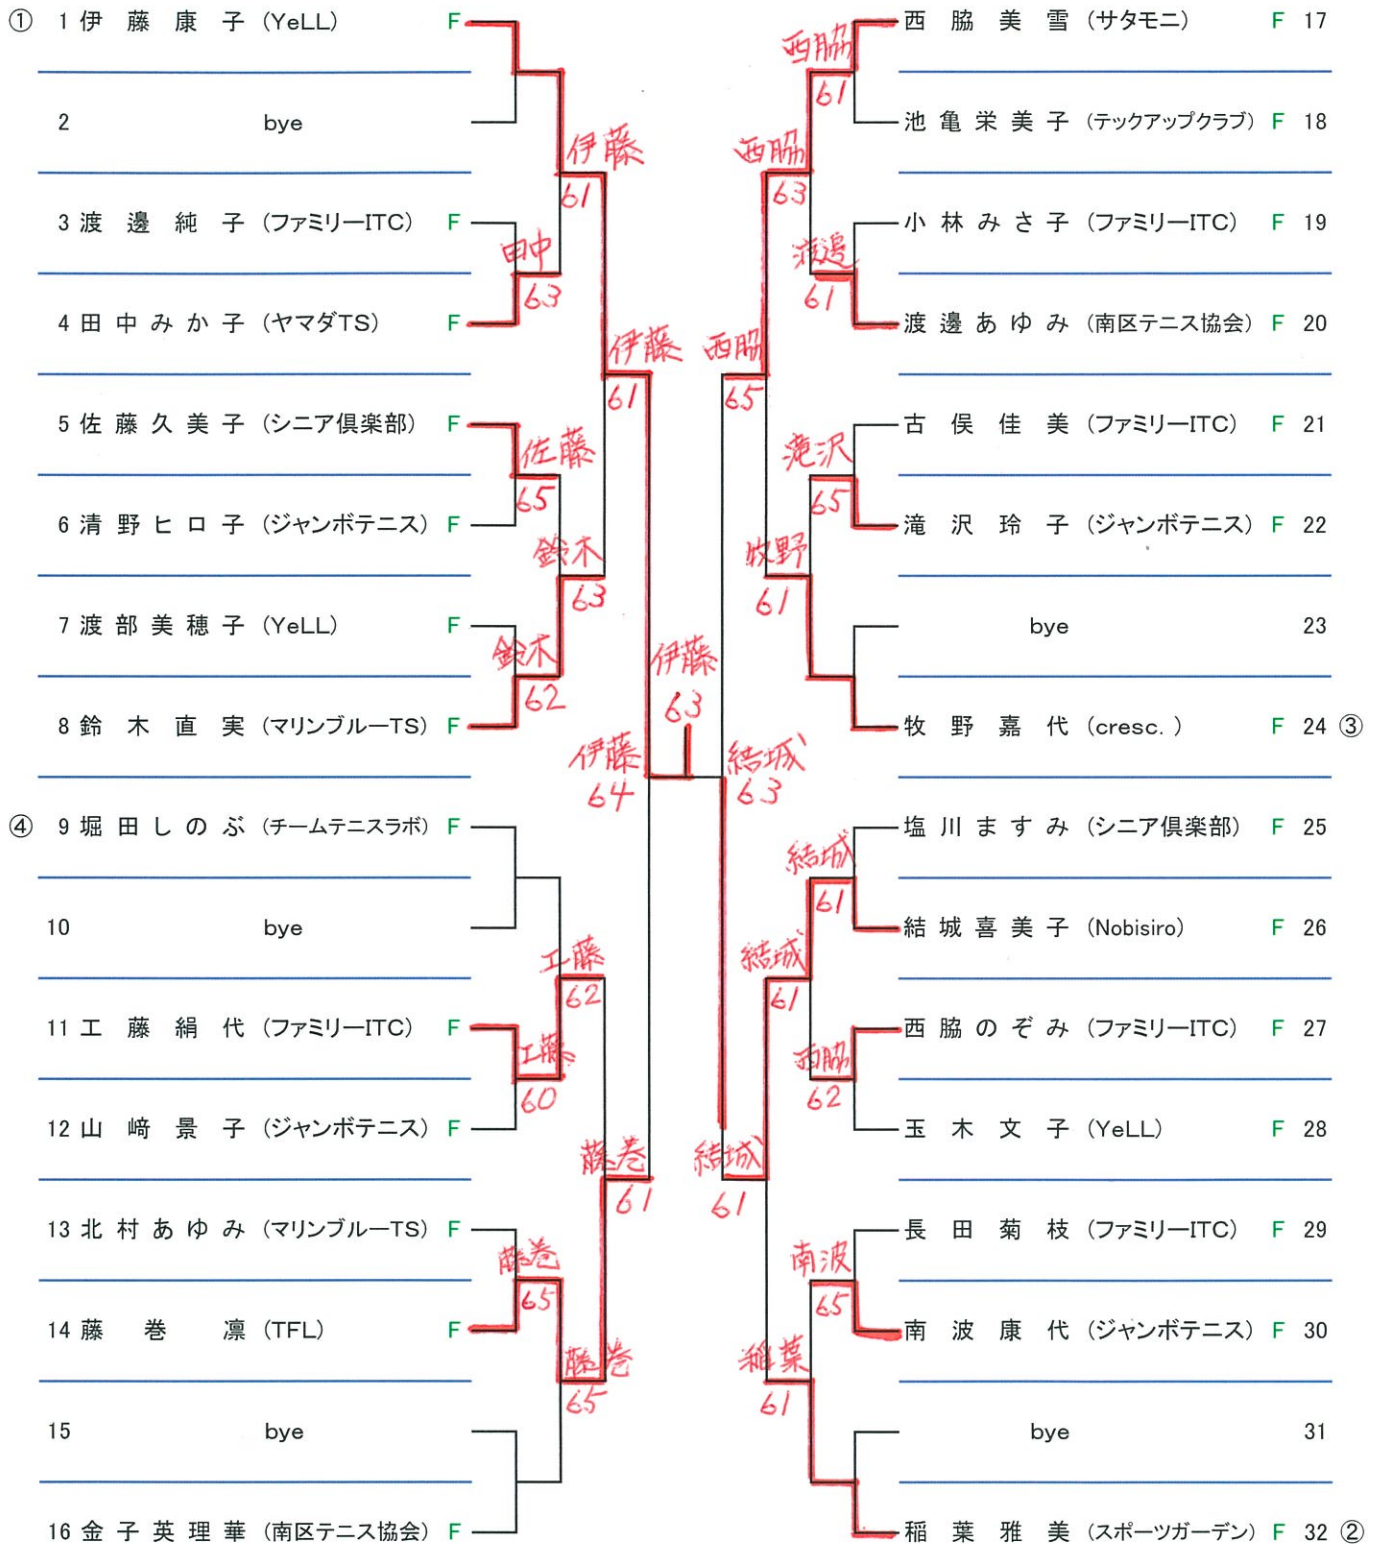 ① 1 伊藤康子 (YeLL) F
2 bye
3 渡邊純子 (ファミリーITC) F
4 田中みか子 (ヤマダTS) F
5 佐藤久美子 (シニア倶楽部) F
6 清野ヒロ子 (ジャンボテニス) F
7 渡部美穂子 (YeLL) F
8 鈴木直実 (マリンブルーTS) F
④ 9 堀田しのぶ (チームテニスラボ) F
10 bye
11 工藤絹代 (ファミリーITC) F
12 山﨑景子 (ジャンボテニス) F
13 北村あゆみ (マリンブルーTS) F
14 藤巻凛 (TFL) F
15 bye
16 金子英理華 (南区テニス協会) F
田中
63
佐藤
65
鈴木
62
工藤
60
藤巻
65
伊藤
61
鈴木
63
工藤
62
藤巻
65
伊藤
61
藤巻
61
伊藤
64
伊藤
63
結城
63
西脇
65
結城
61
西脇
63
牧野
61
結城
61
稲葉
61
西脇
61
渡邉
61
滝沢
65
結城
61
西脇
62
南波
65
西脇美雪 (サタモニ) F 17
池亀栄美子 (テックアップクラブ) F 18
小林みさ子 (ファミリーITC) F 19
渡邊あゆみ (南区テニス協会) F 20
古俣佳美 (ファミリーITC) F 21
滝沢玲子 (ジャンボテニス) F 22
bye 23
牧野嘉代 (cresc.) F 24 ③
塩川ますみ (シニア倶楽部) F 25
結城喜美子 (Nobisiro) F 26
西脇のぞみ (ファミリーITC) F 27
玉木文子 (YeLL) F 28
長田菊枝 (ファミリーITC) F 29
南波康代 (ジャンボテニス) F 30
bye 31
稲葉雅美 (スポーツガーデン) F 32 ②